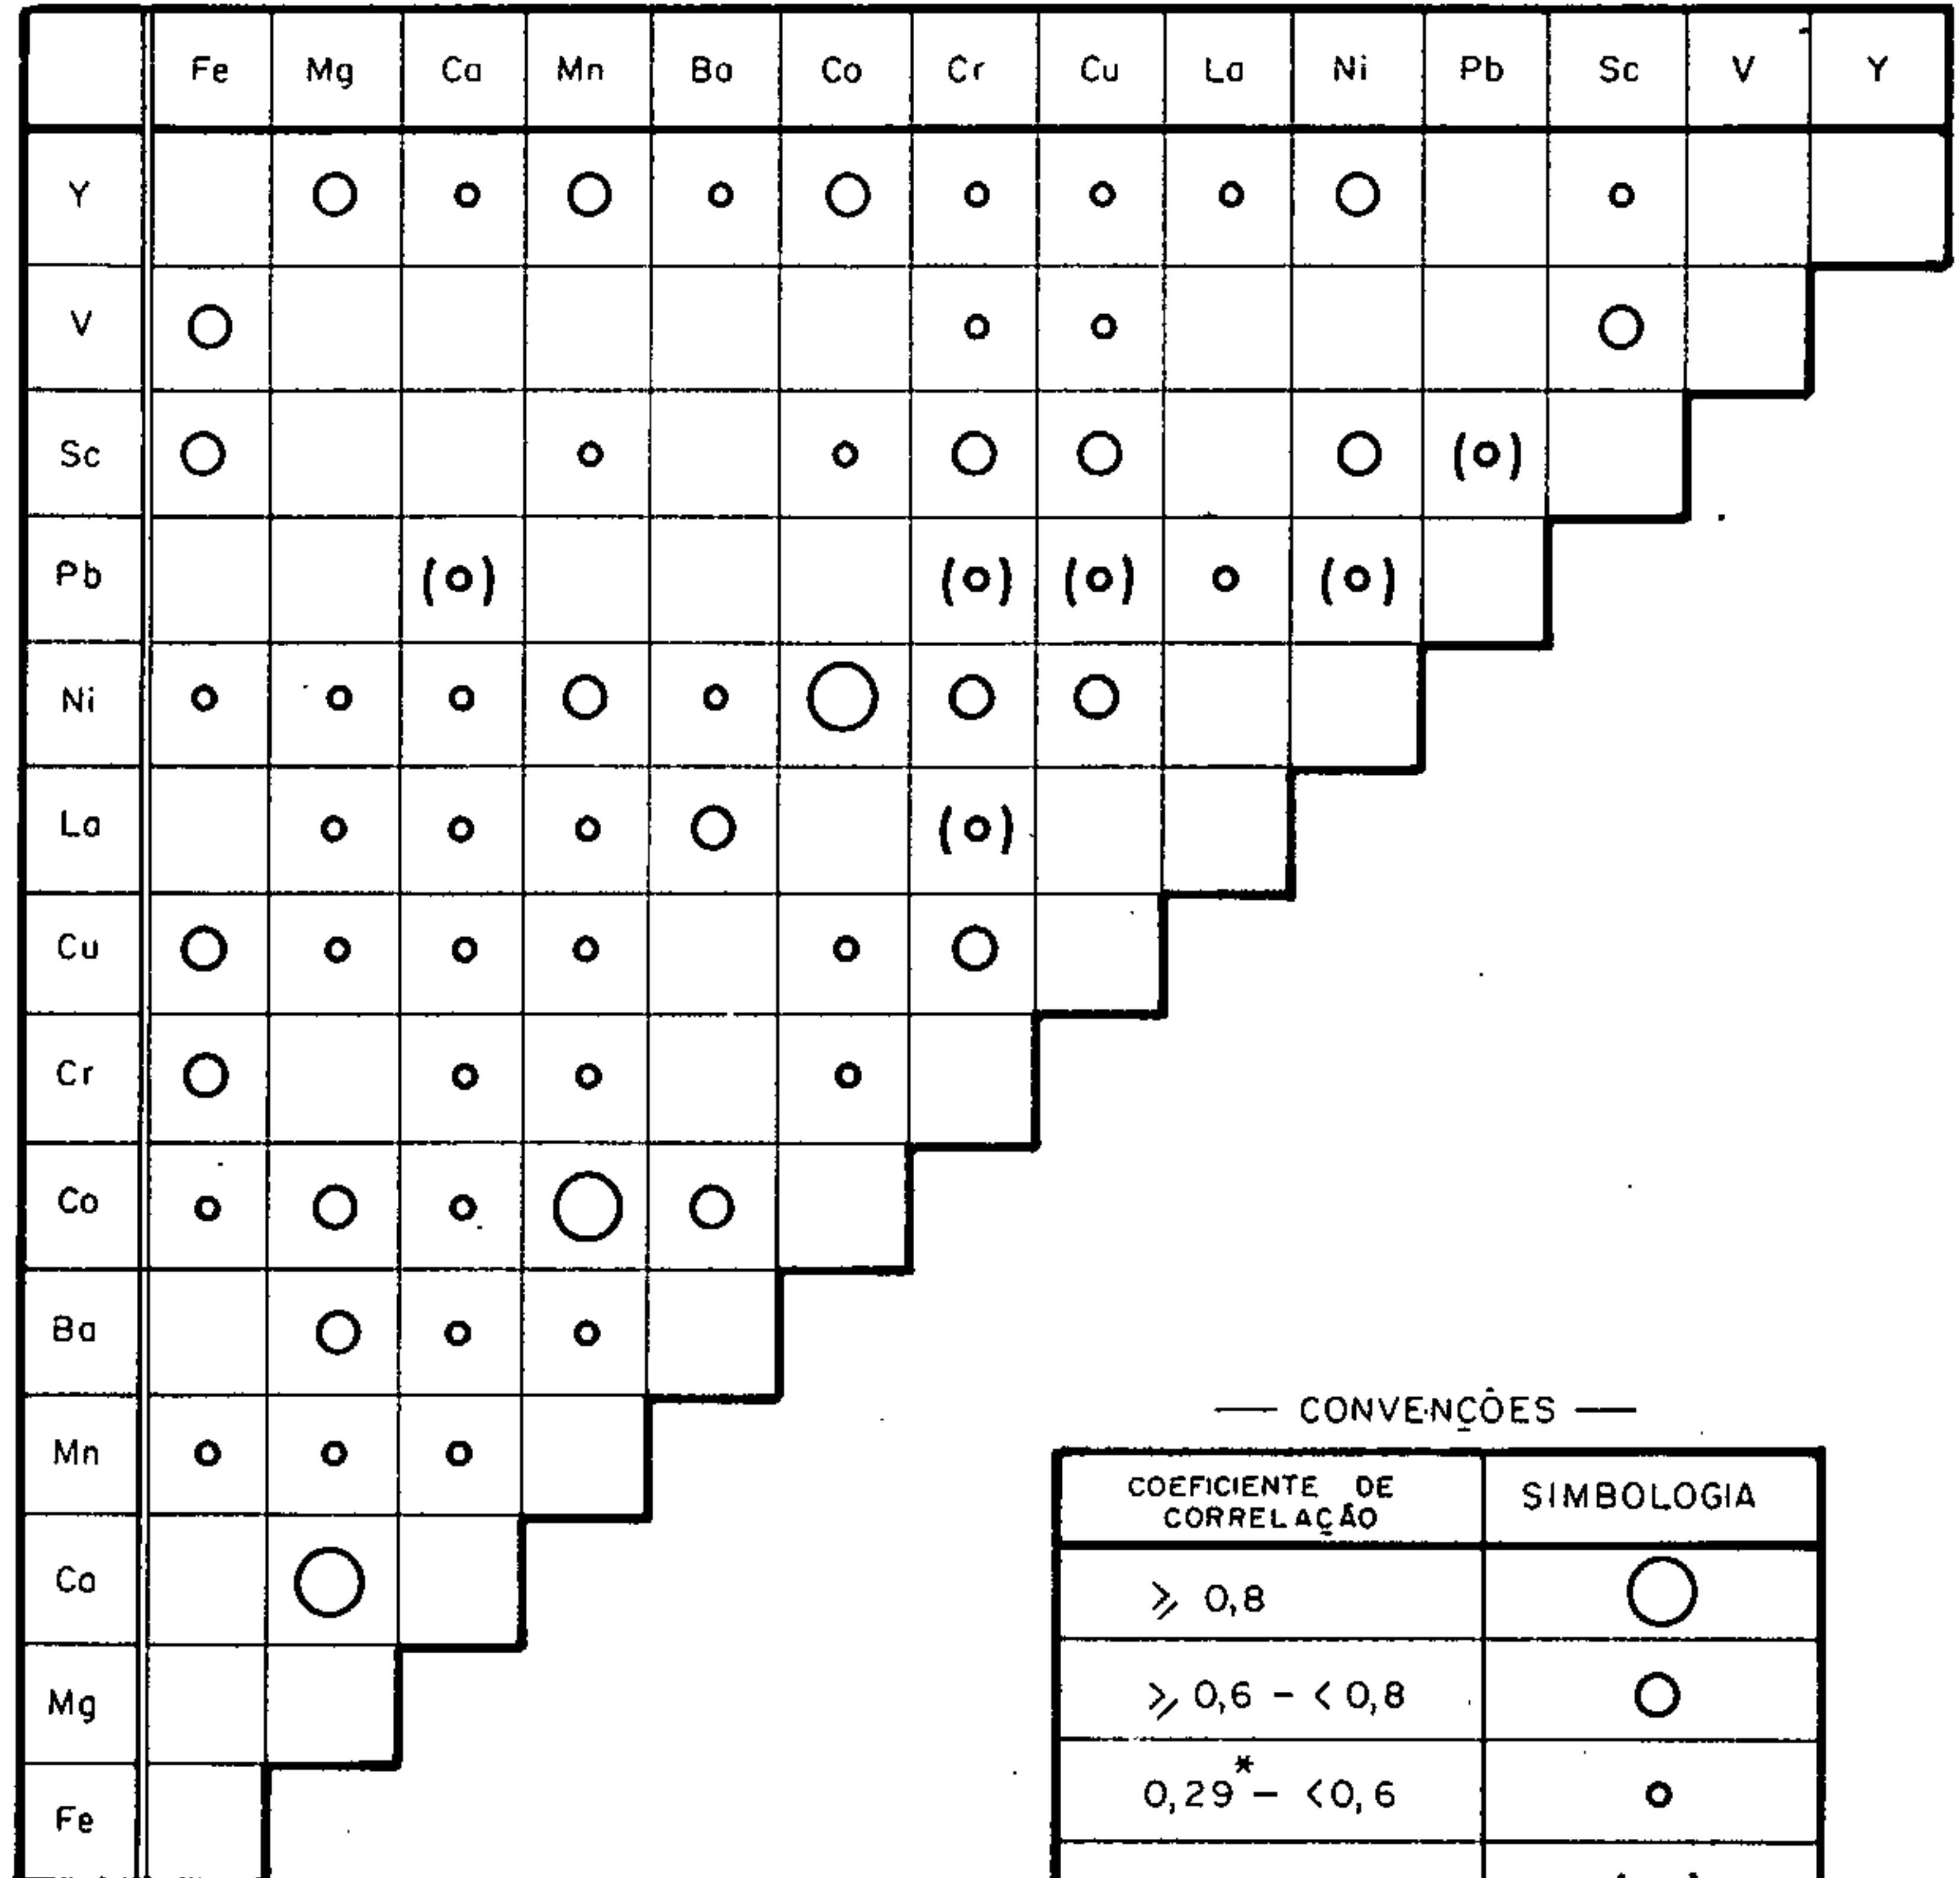 Fe Mg Ca Mn Ba Co Cr Cu La Ni Pb Sc V Y
Y
V
Sc
Pb ( ) ( ) ( ) ( )
Ni
La ( )
Cu
Cr
Co
Ba
Mn
Ca
Mg
Fe
— CONVENÇÕES —
COEFICIENTE DE CORRELAÇÃO SIMBOLOGIA
⩾ 0,8
⩾ 0,6 - < 0,8
0,29* - < 0,6